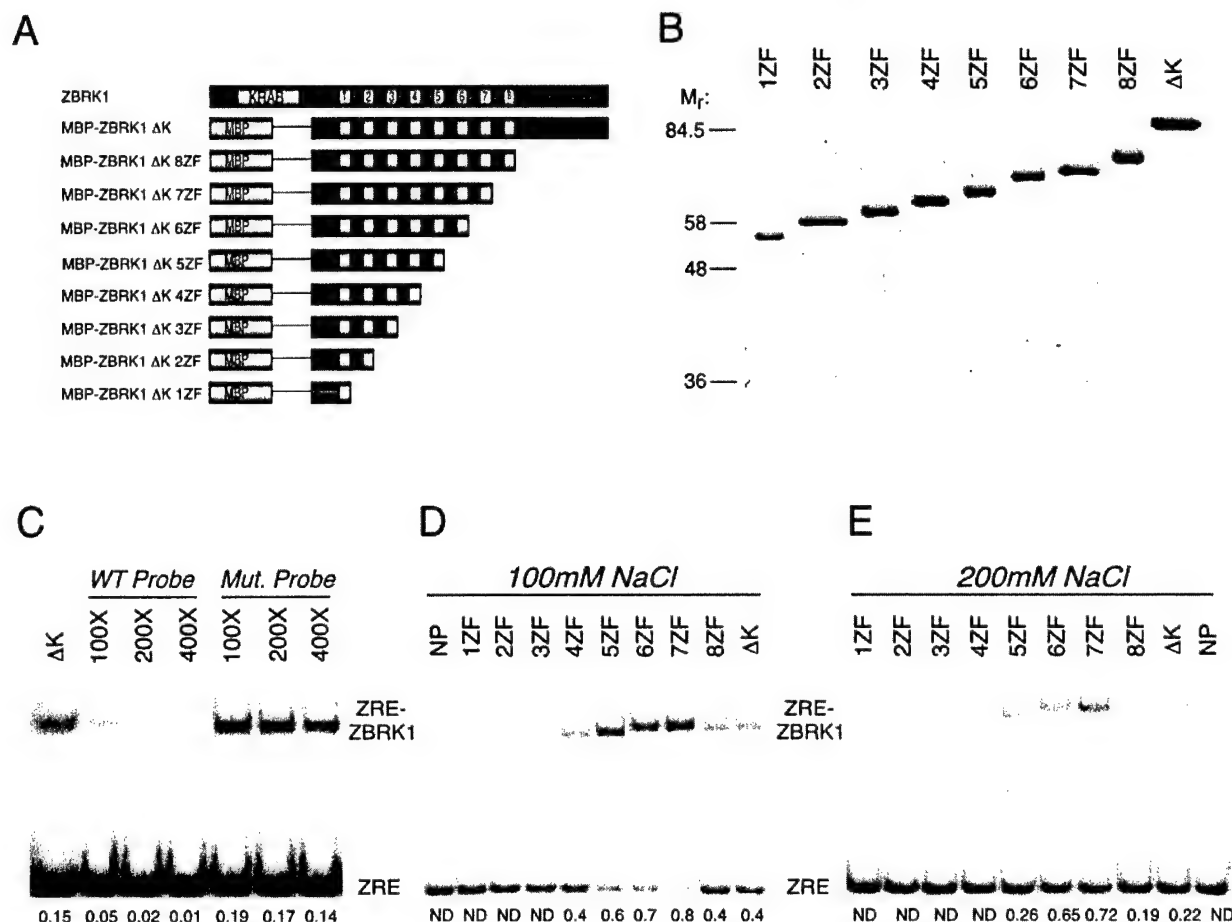 A
ZBRK1 KRAB 1 2 3 4 5 6 7 8
MBP-ZBRK1 ΔK MBP
MBP-ZBRK1 ΔK 8ZF MBP
MBP-ZBRK1 ΔK 7ZF MBP
MBP-ZBRK1 ΔK 6ZF MBP
MBP-ZBRK1 ΔK 5ZF MBP
MBP-ZBRK1 ΔK 4ZF MBP
MBP-ZBRK1 ΔK 3ZF MBP
MBP-ZBRK1 ΔK 2ZF MBP
MBP-ZBRK1 ΔK 1ZF MBP
B
1ZF 2ZF 3ZF 4ZF 5ZF 6ZF 7ZF 8ZF ΔK
Mr:
84.5
58
48
36
C
WT Probe Mut. Probe
ΔK 100X 200X 400X 100X 200X 400X
ZRE-
ZBRK1
ZRE
0.15 0.05 0.02 0.01 0.19 0.17 0.14
D
100mM NaCl
NP 1ZF 2ZF 3ZF 4ZF 5ZF 6ZF 7ZF 8ZF ΔK
ZRE-
ZBRK1
ZRE
ND ND ND ND 0.4 0.6 0.7 0.8 0.4 0.4
E
200mM NaCl
1ZF 2ZF 3ZF 4ZF 5ZF 6ZF 7ZF 8ZF ΔK NP
ND ND ND ND 0.26 0.65 0.72 0.19 0.22 ND